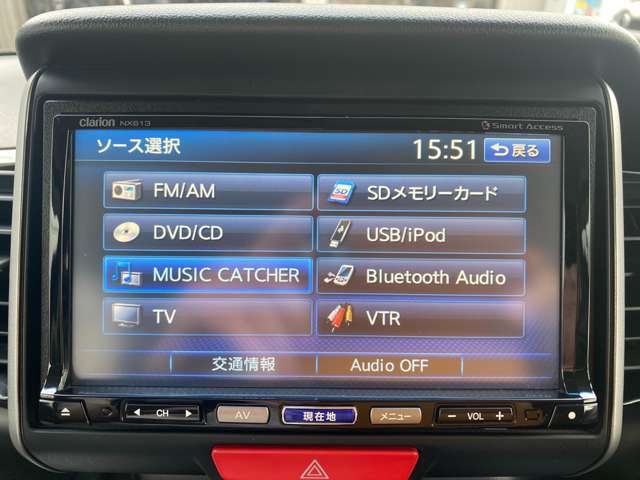 clarion NX613
Smart Access
ソース選択 15:51 戻る
FM/AM SDメモリーカード
DVD/CD USB/iPod
MUSIC CATCHER Bluetooth Audio
TV VTR
交通情報 Audio OFF
CH AV 現在地 メニュー − VOL +